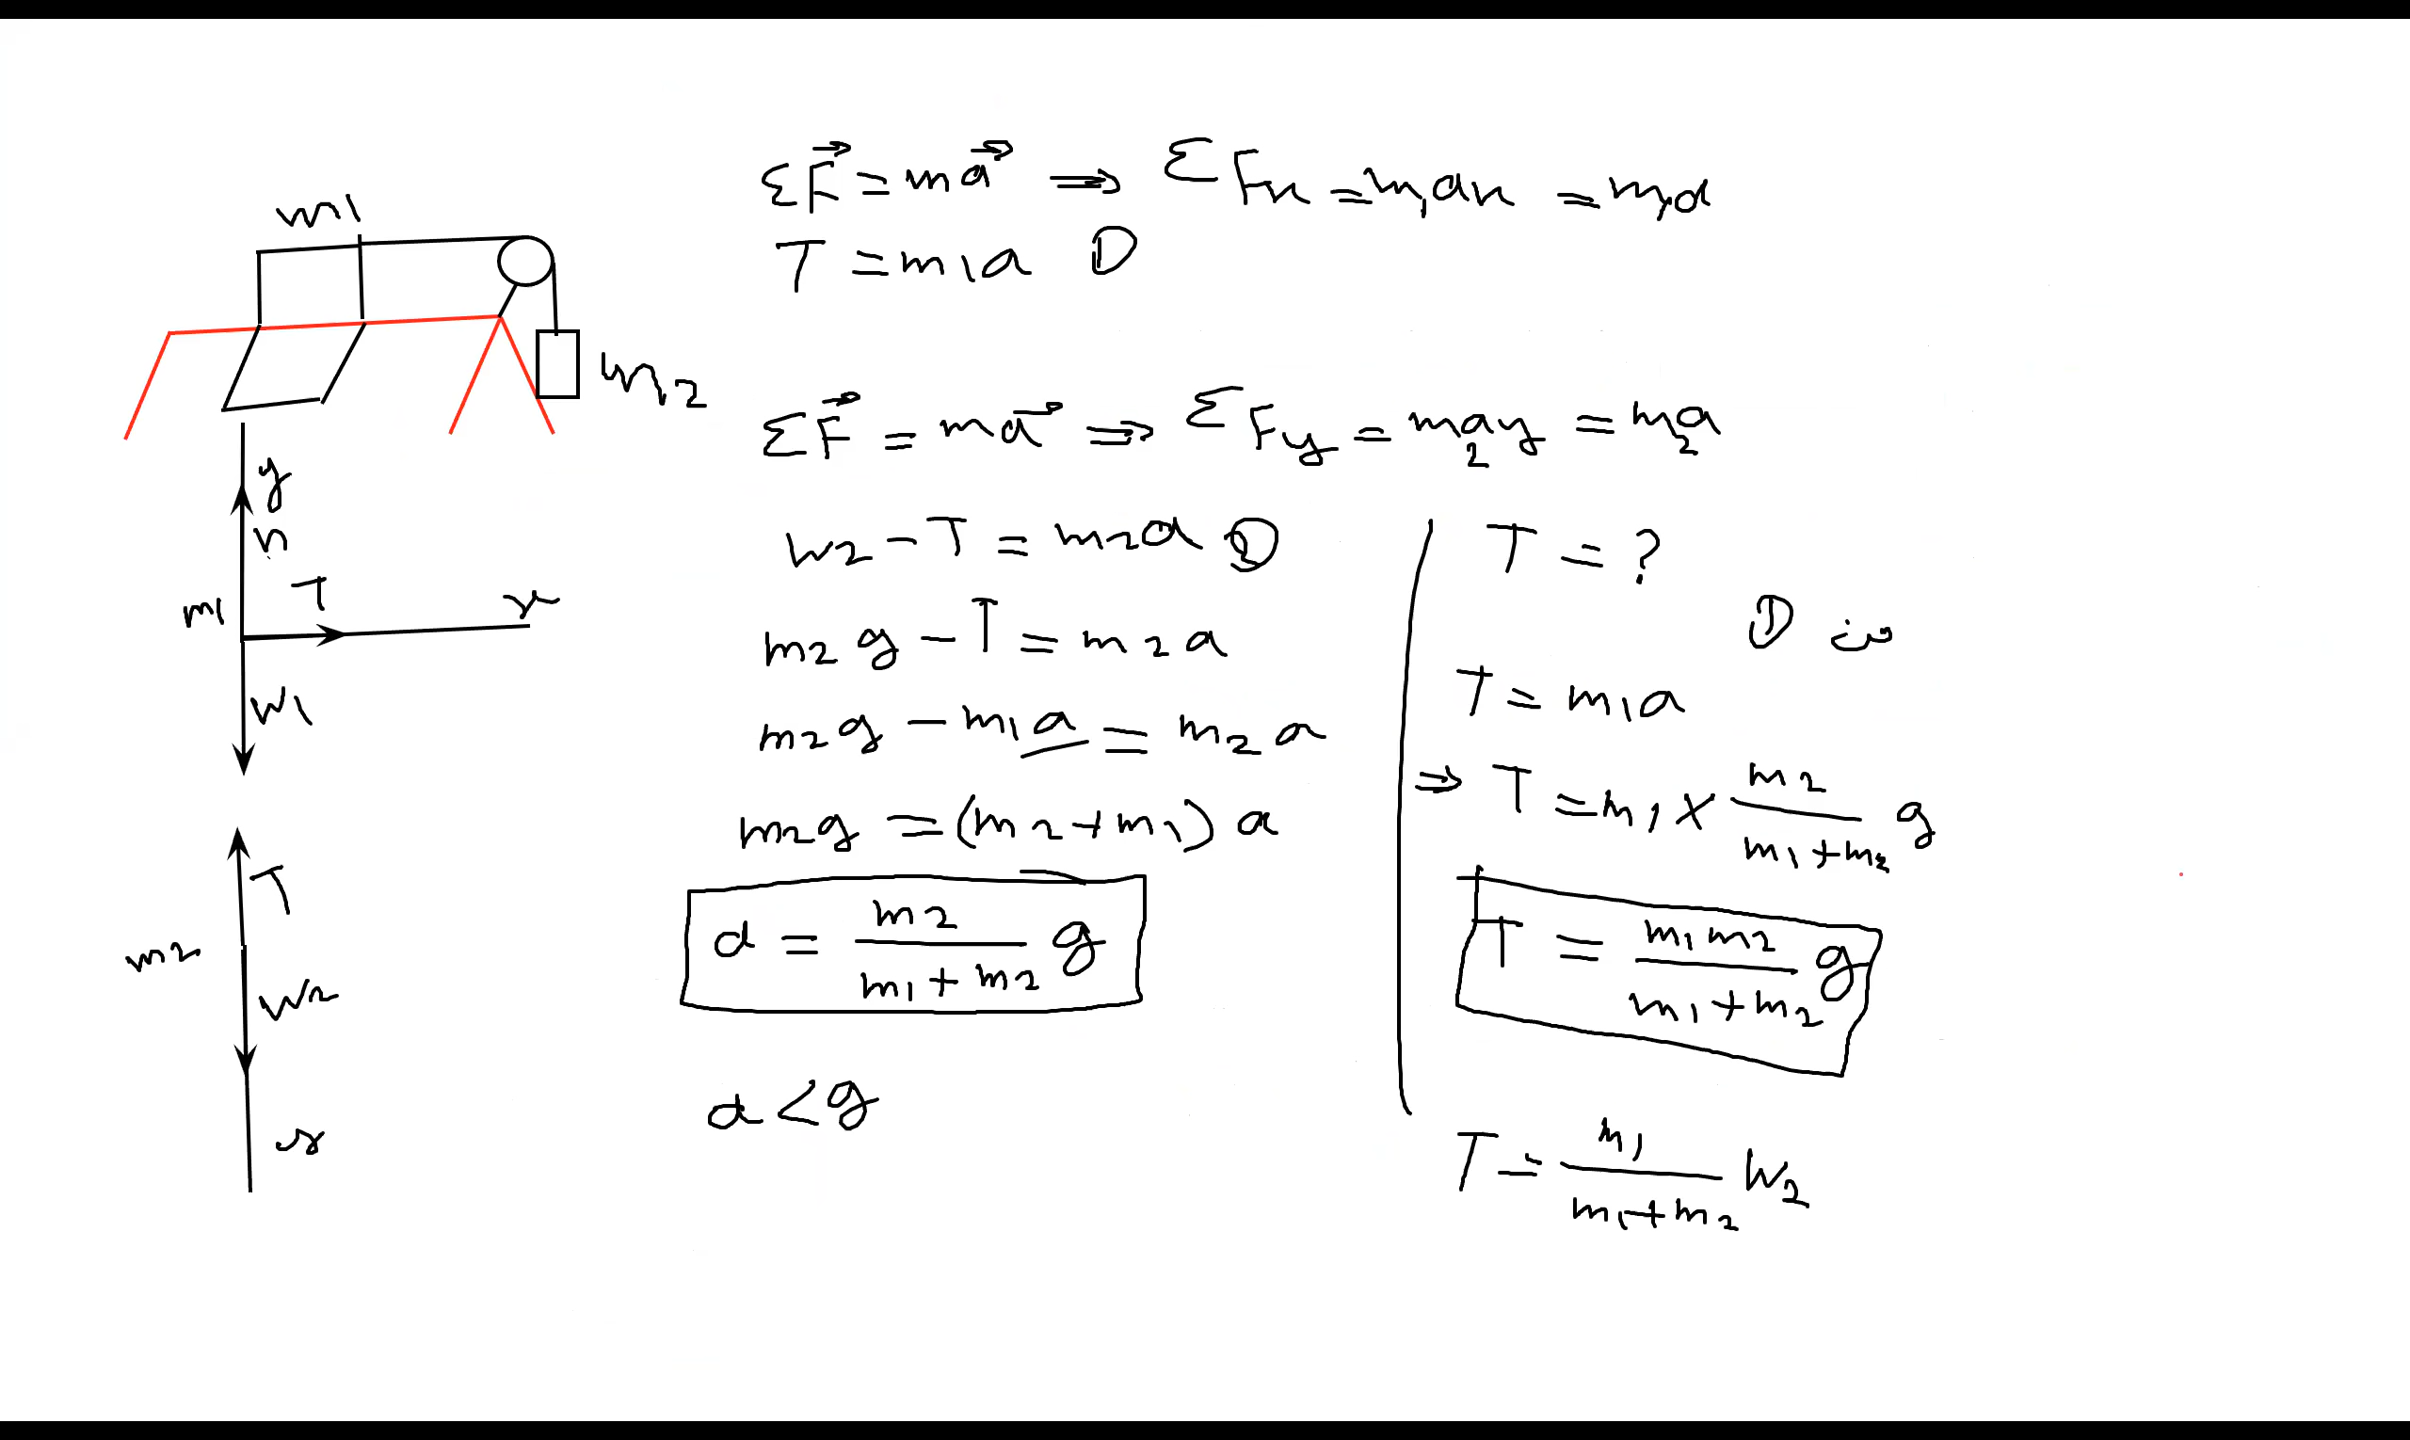 m1
m2
y
n
T
x
m1
W1
T
m2
W2
ΣF⃗ = ma⃗ ⇒ ΣFx = m1ax = m1a
T = m1a ①
ΣF⃗ = ma⃗ ⇒ ΣFy = m2ay = m2a
W2 - T = m2a ②
m2g - T = m2a
m2g - m1a = m2a
m2g = (m2+m1)a
a = m2/(m1+m2) g
a < g
T = ?
① من
T = m1a
⇒ T = m1 × m2/(m1+m2) g
T = m1m2/(m1+m2) g
T = m1/(m1+m2) W2